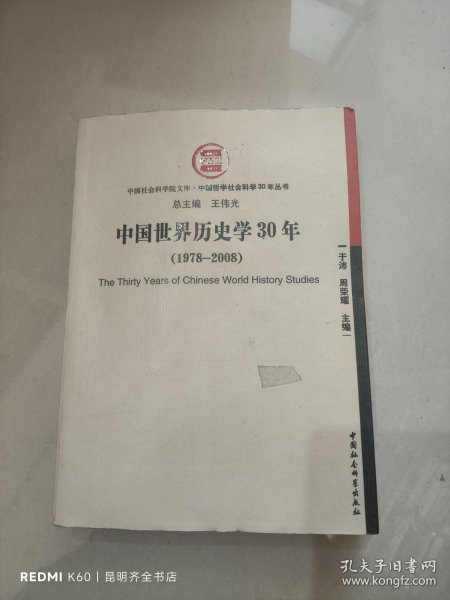 中国社会科学院文库·中国哲学社会科学30年丛书
总主编 王伟光
中国世界历史学30年
(1978-2008)
The Thirty Years of Chinese World History Studies
于沛 周荣耀 主编
中国社会科学出版社
REDMI K60 | 昆明齐全书店
孔夫子旧书网
www.kongfz.com